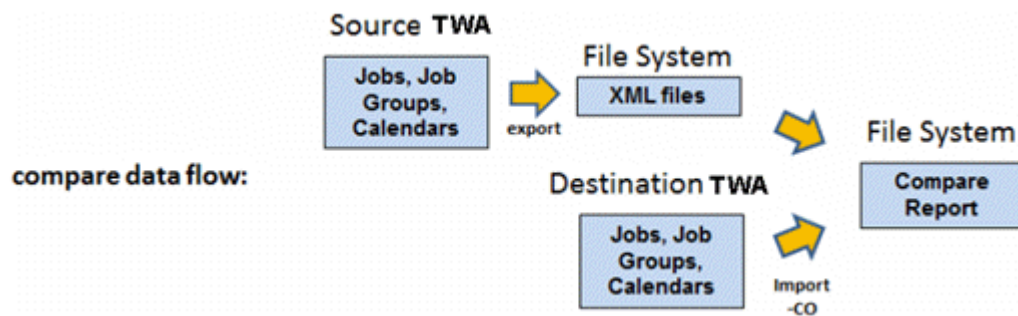 Source TWA
Jobs, Job
Groups,
Calendars
export
File System
XML files
File System
Compare
Report
compare data flow:
Destination TWA
Jobs, Job
Groups,
Calendars
Import
-CO